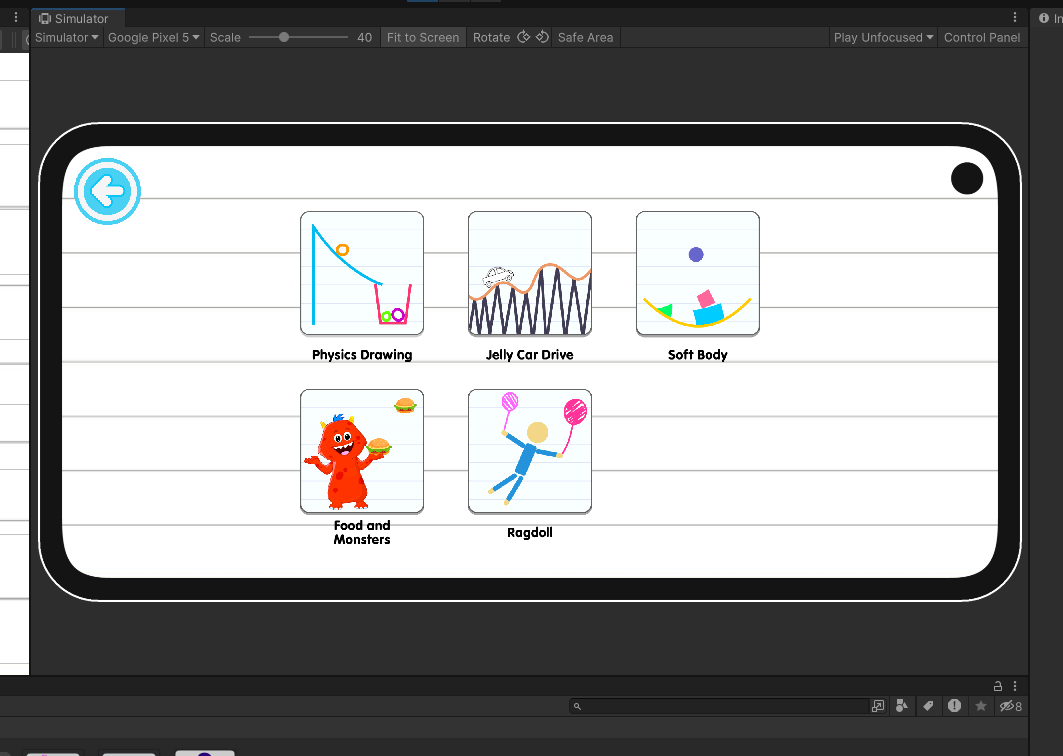 Simulator
In
Simulator
Google Pixel 5
Scale
40
Fit to Screen
Rotate
Safe Area
Play Unfocused
Control Panel
Physics Drawing
Jelly Car Drive
Soft Body
Food and
Monsters
Ragdoll
8